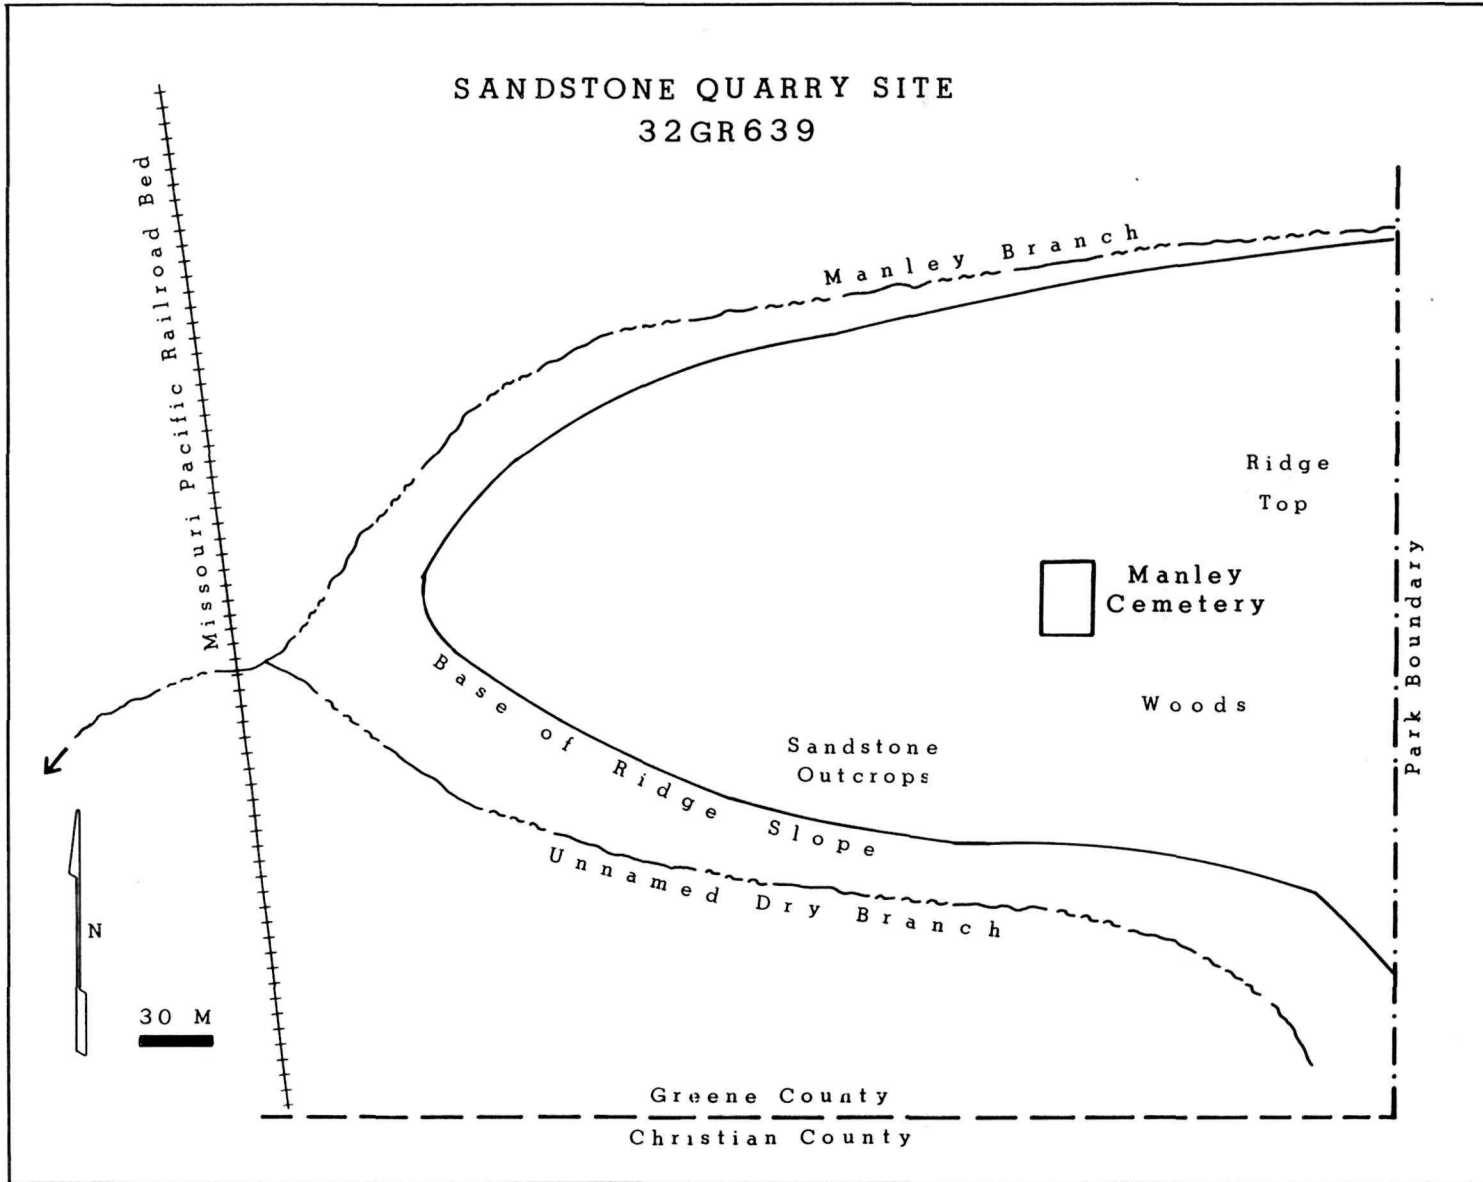 SANDSTONE QUARRY SITE
32GR639
Missouri Pacific Railroad Bed
Manley Branch
Ridge
Top
Manley
Cemetery
Park Boundary
Woods
Base of Ridge Slope
Sandstone
Outcrops
Unnamed Dry Branch
N
30 M
Greene County
Christian County